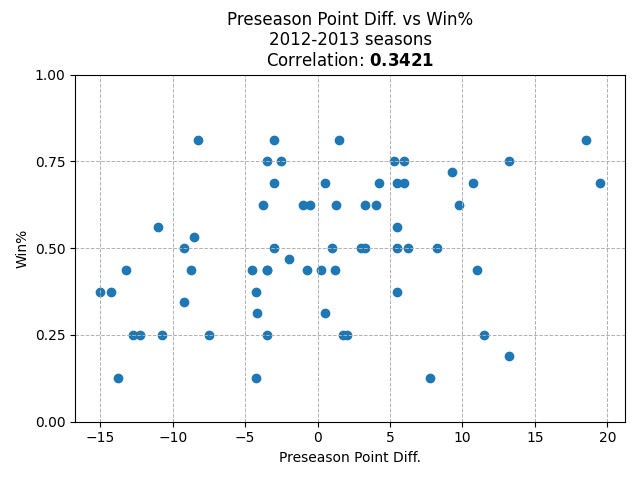 Preseason Point Diff. vs Win%
2012-2013 seasons
Correlation: 0.3421
1.00
0.75
0.50
0.25
0.00
Win%
−15
−10
−5
0
5
10
15
20
Preseason Point Diff.